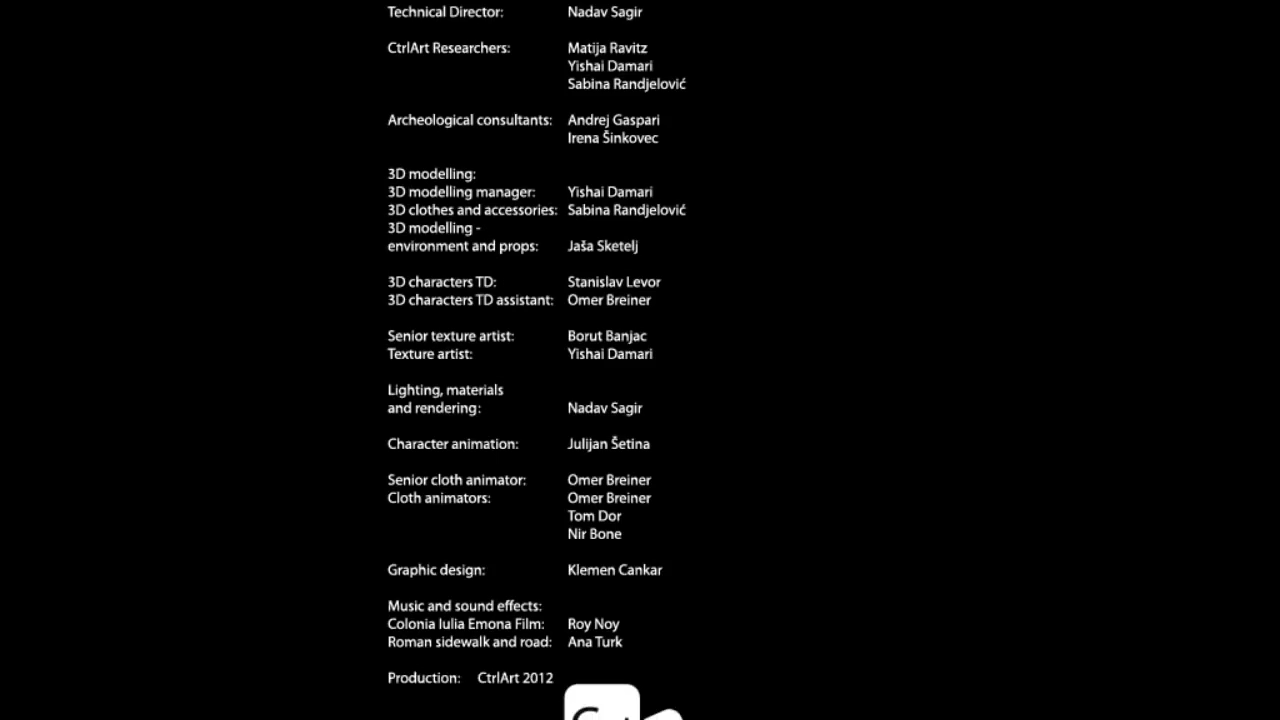 Technical Director: Nadav Sagir
CtrlArt Researchers: Matija Ravitz
Yishai Damari
Sabina Randjelović
Archeological consultants: Andrej Gaspari
Irena Šinkovec
3D modelling:
3D modelling manager: Yishai Damari
3D clothes and accessories: Sabina Randjelović
3D modelling -
environment and props: Jaša Sketelj
3D characters TD: Stanislav Levor
3D characters TD assistant: Omer Breiner
Senior texture artist: Borut Banjac
Texture artist: Yishai Damari
Lighting, materials
and rendering: Nadav Sagir
Character animation: Julijan Šetina
Senior cloth animator: Omer Breiner
Cloth animators: Omer Breiner
Tom Dor
Nir Bone
Graphic design: Klemen Cankar
Music and sound effects:
Colonia Iulia Emona Film: Roy Noy
Roman sidewalk and road: Ana Turk
Production: CtrlArt 2012